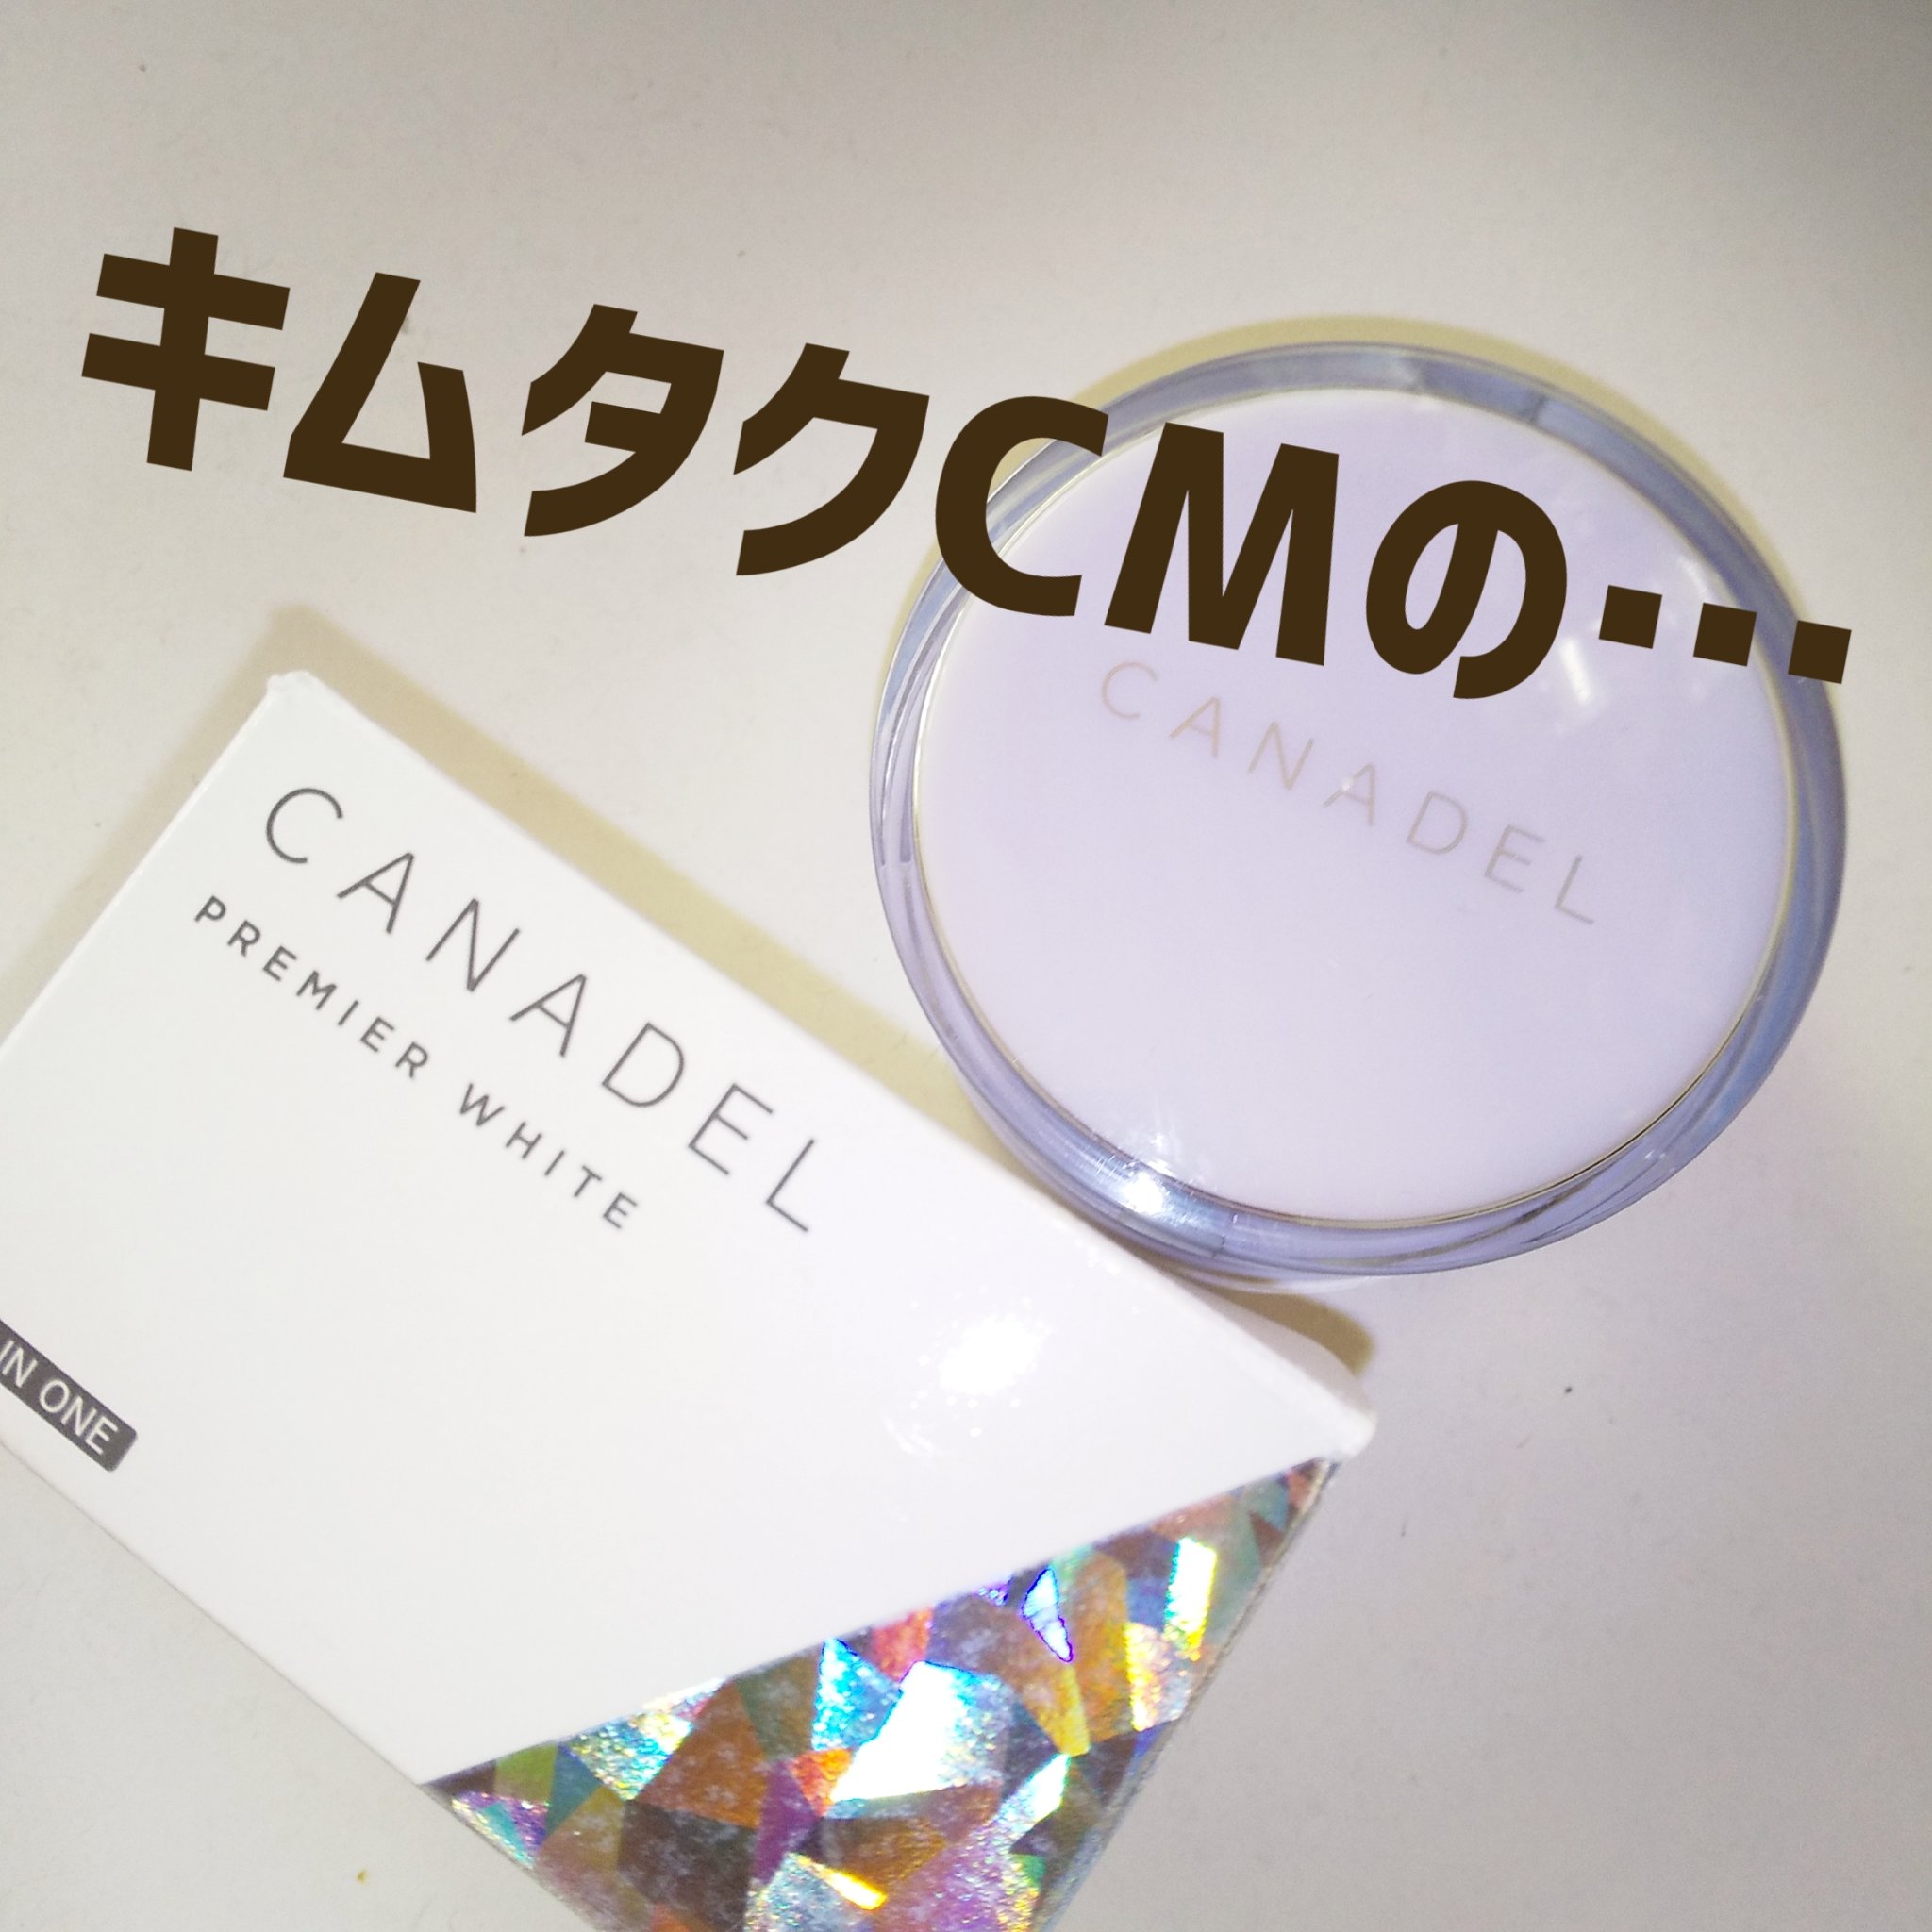 キムタクCMの…
CANADEL
CANADEL
PREMIER WHITE
IN ONE